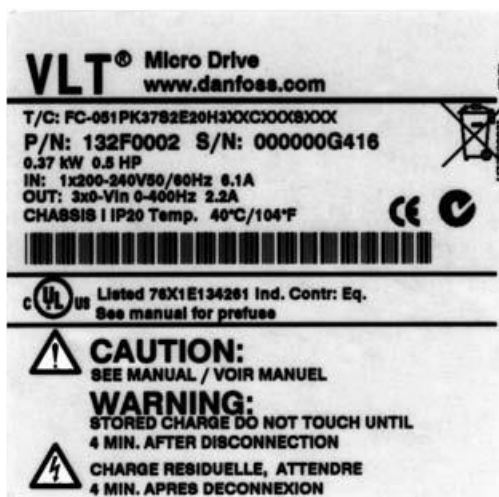 VLT® Micro Drive
www.danfoss.com
T/C: FC-051PK37S2E20H3XXCXXXSXXX
P/N: 132F0002 S/N: 000000G416
0.37 kW 0.5 HP
IN: 1x200-240V50/60Hz 6.1A
OUT: 3x0-Vin 0-400Hz 2.2A
CHASSIS I IP20 Temp. 40°C/104°F
CE
c UL us Listed 76X1E134261 Ind. Contr: Eq.
See manual for prefuse
CAUTION:
SEE MANUAL / VOIR MANUEL
WARNING:
STORED CHARGE DO NOT TOUCH UNTIL
4 MIN. AFTER DISCONNECTION
CHARGE RESIDUELLE, ATTENDRE
4 MIN. APRES DECONNEXION